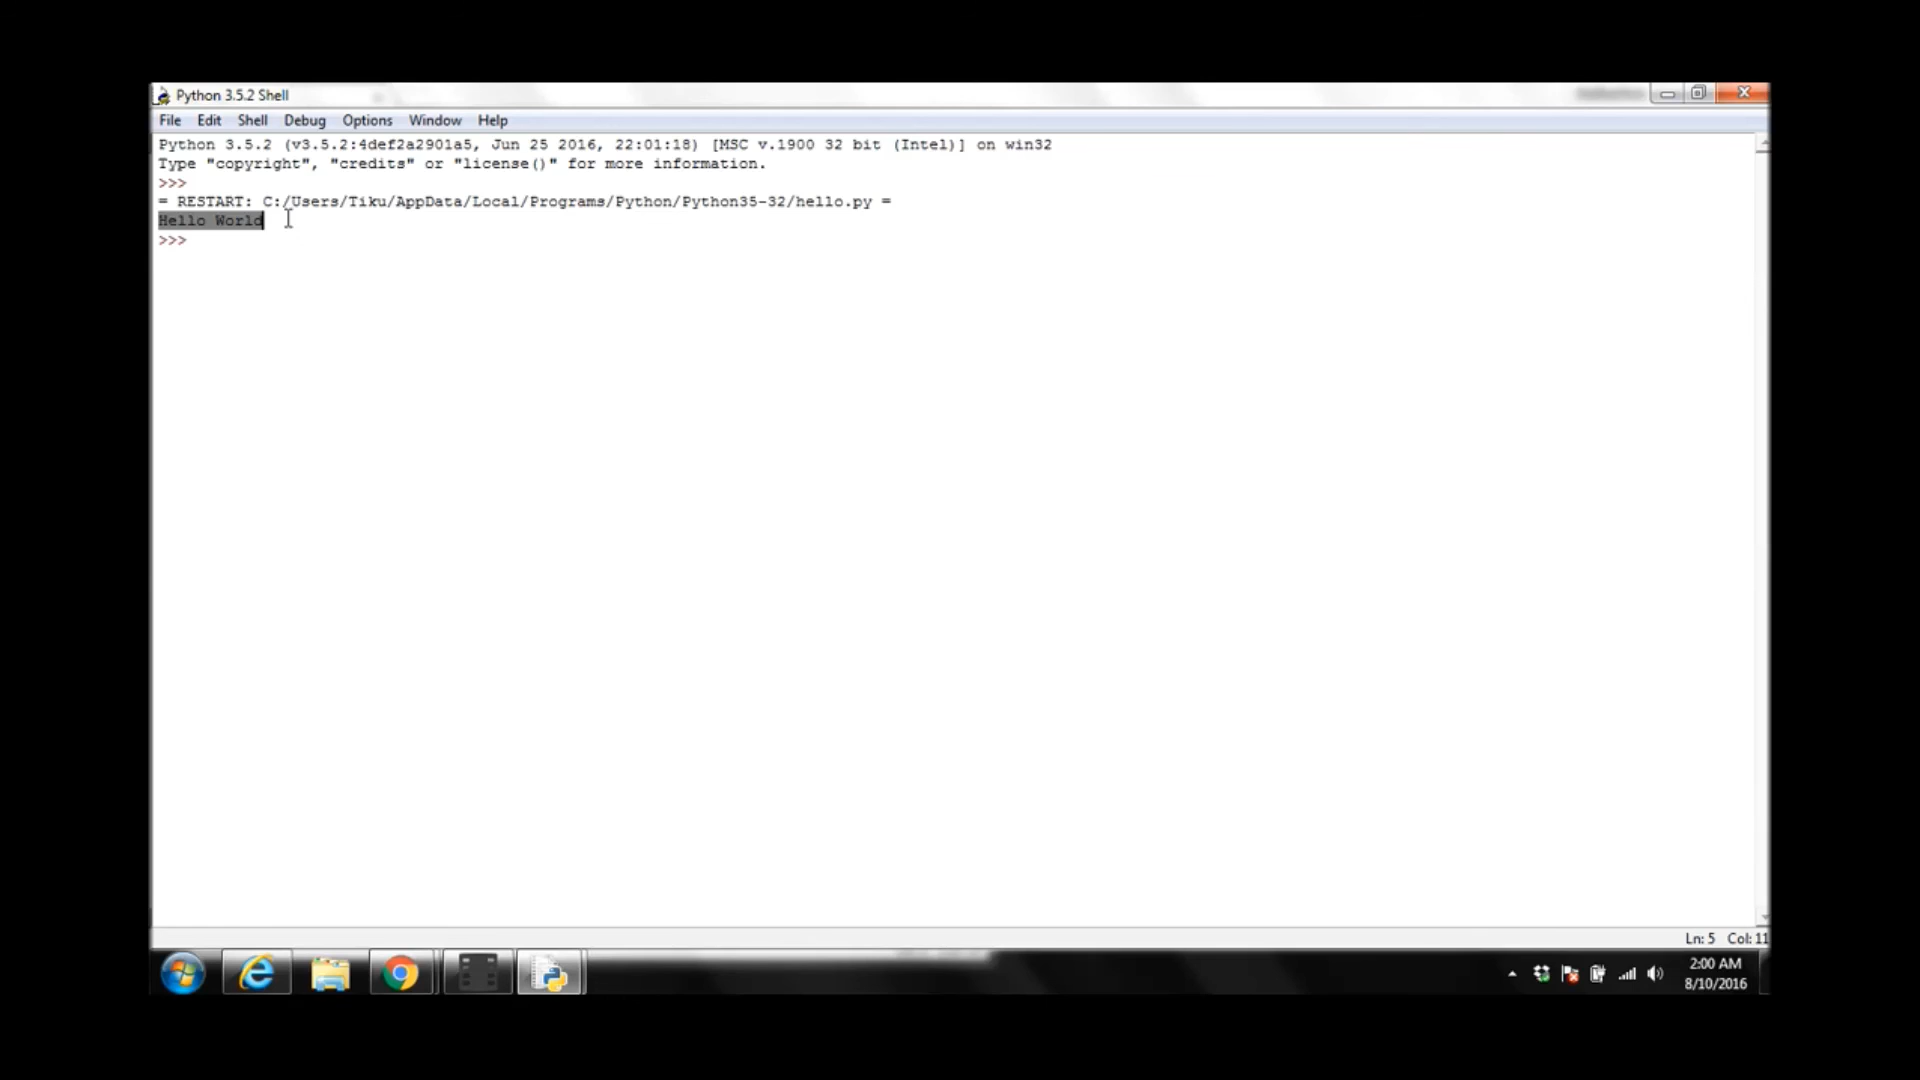 Python 3.5.2 Shell
File Edit Shell Debug Options Window Help
Python 3.5.2 (v3.5.2:4def2a2901a5, Jun 25 2016, 22:01:18) [MSC v.1900 32 bit (Intel)] on win32
Type "copyright", "credits" or "license()" for more information.
>>>
= RESTART: C:/Users/Tiku/AppData/Local/Programs/Python/Python35-32/hello.py =
Hello World
>>>
Ln: 5 Col: 11
2:00 AM
8/10/2016